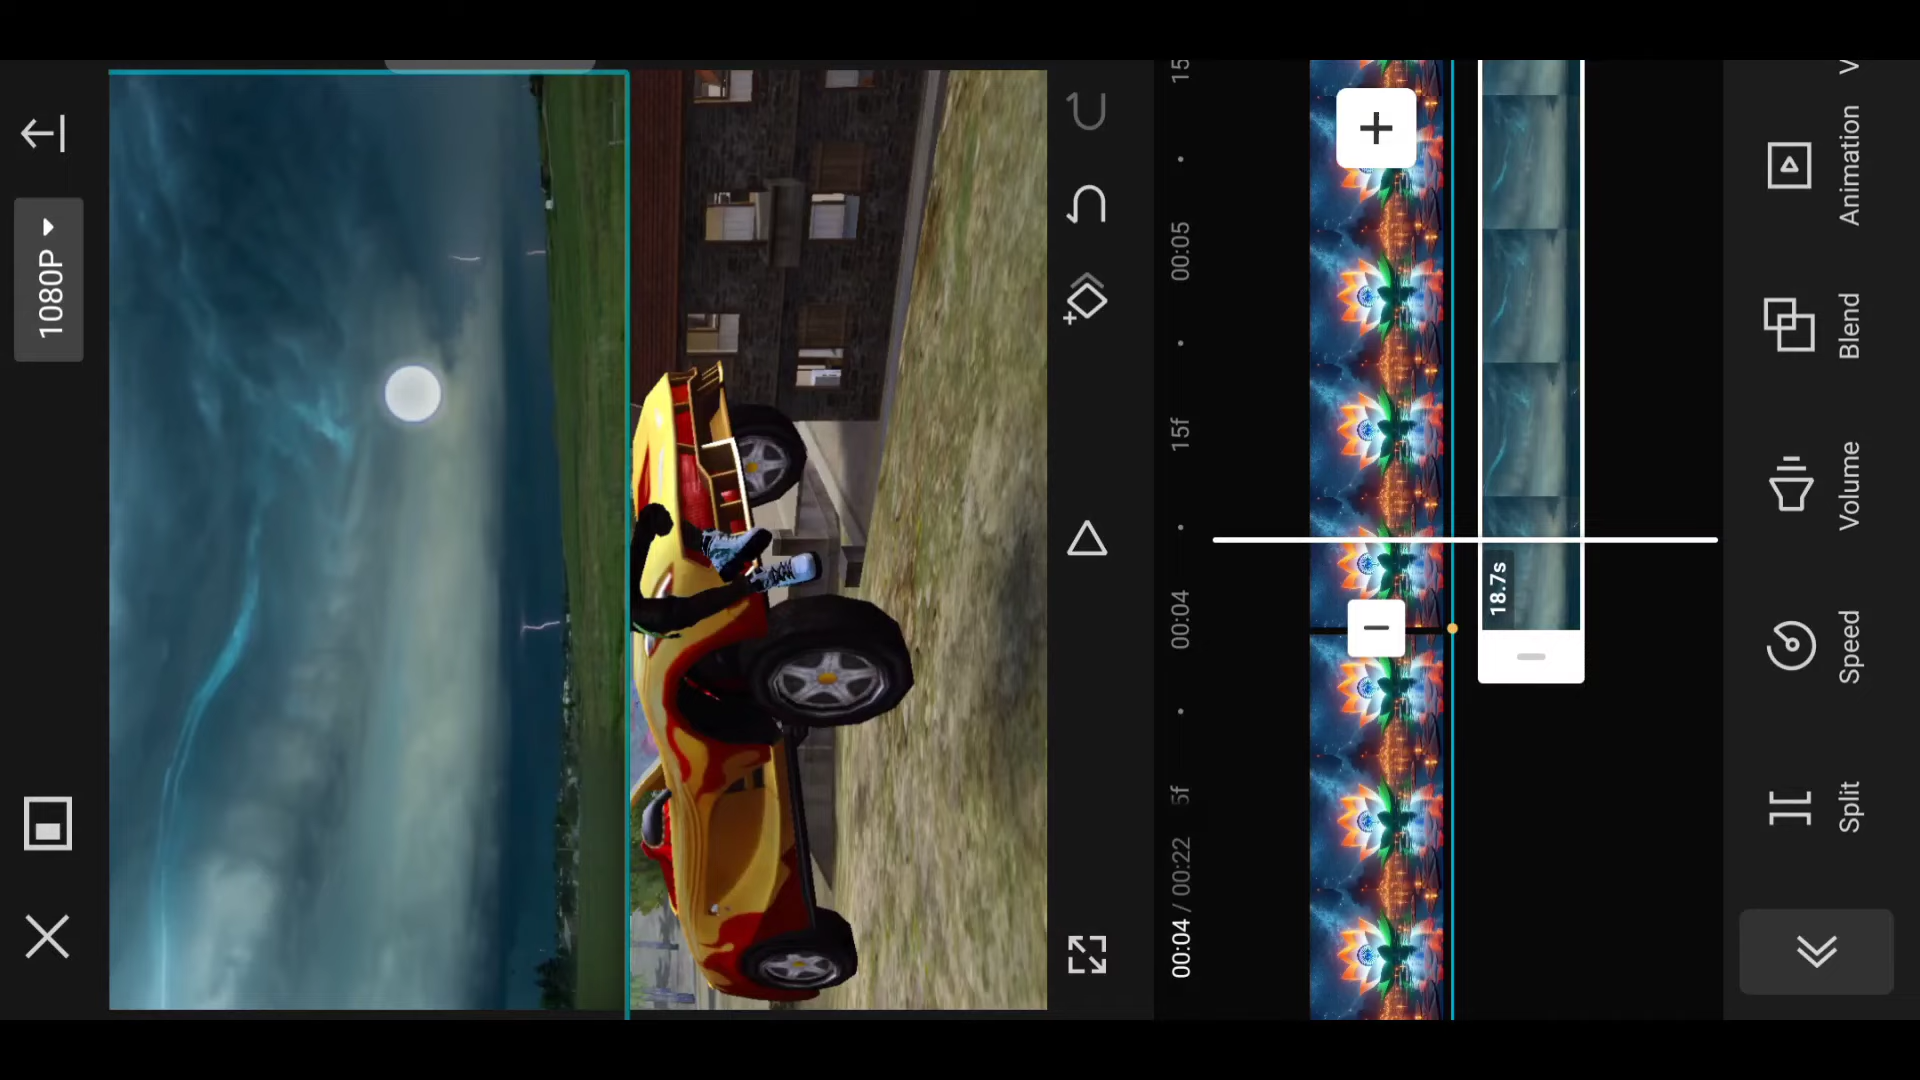 1080P
00:04 / 00:22
5f
00:04
15f
00:05
15
18.7s
Split
Speed
Volume
Blend
Animation
V